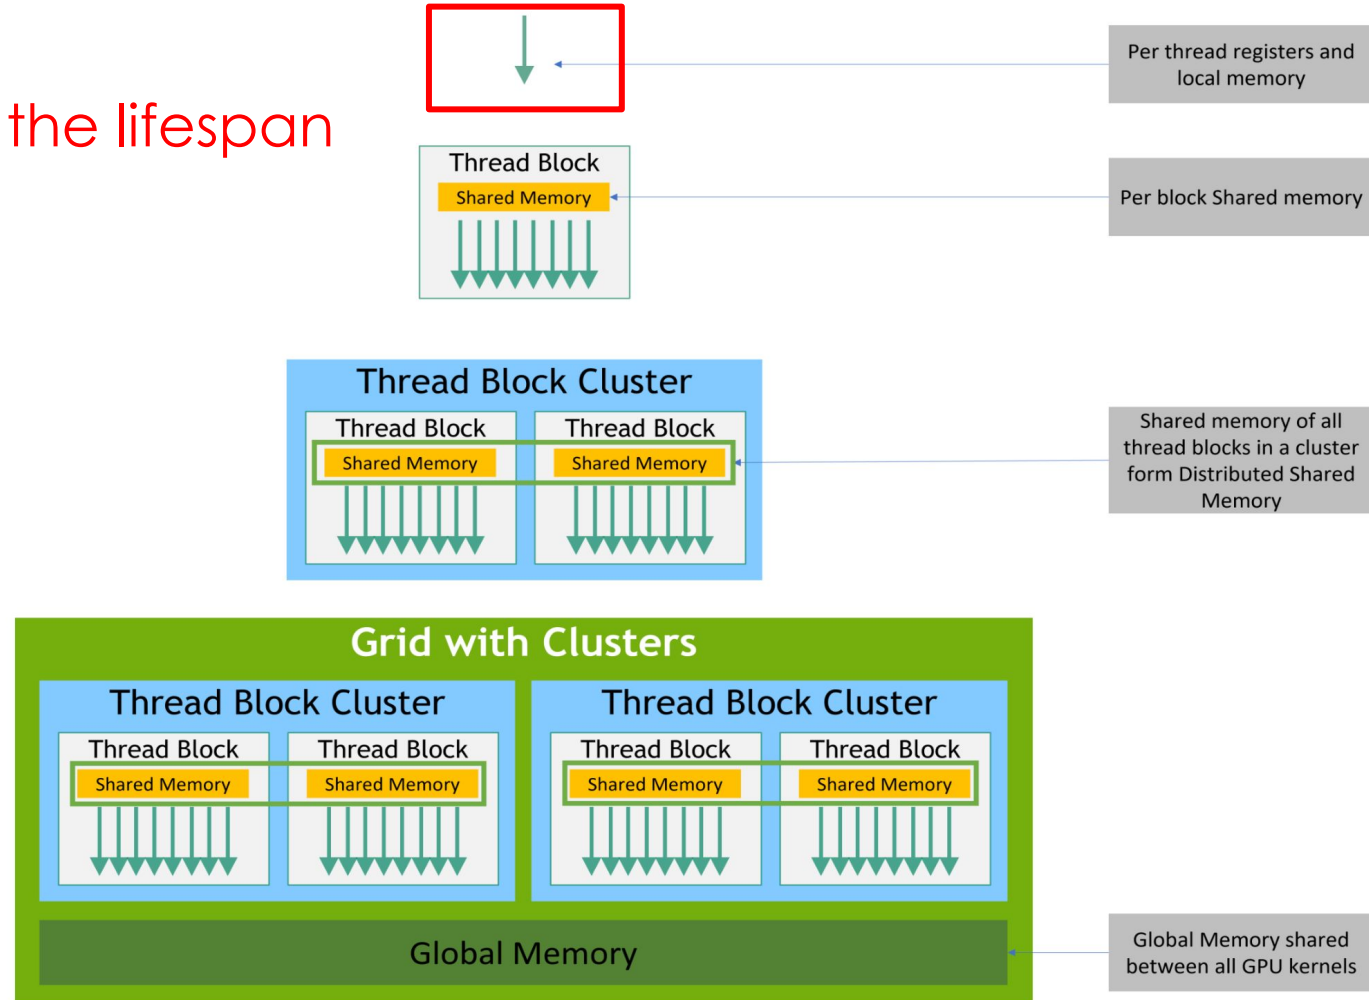 Per thread registers and
local memory
the lifespan
Thread Block
Shared Memory
Per block Shared memory
Thread Block Cluster
Thread Block
Thread Block
Shared Memory
Shared Memory
Shared memory of all
thread blocks in a cluster
form Distributed Shared
Memory
Grid with Clusters
Thread Block Cluster
Thread Block Cluster
Thread Block
Thread Block
Thread Block
Thread Block
Shared Memory
Shared Memory
Shared Memory
Shared Memory
Global Memory
Global Memory shared
between all GPU kernels